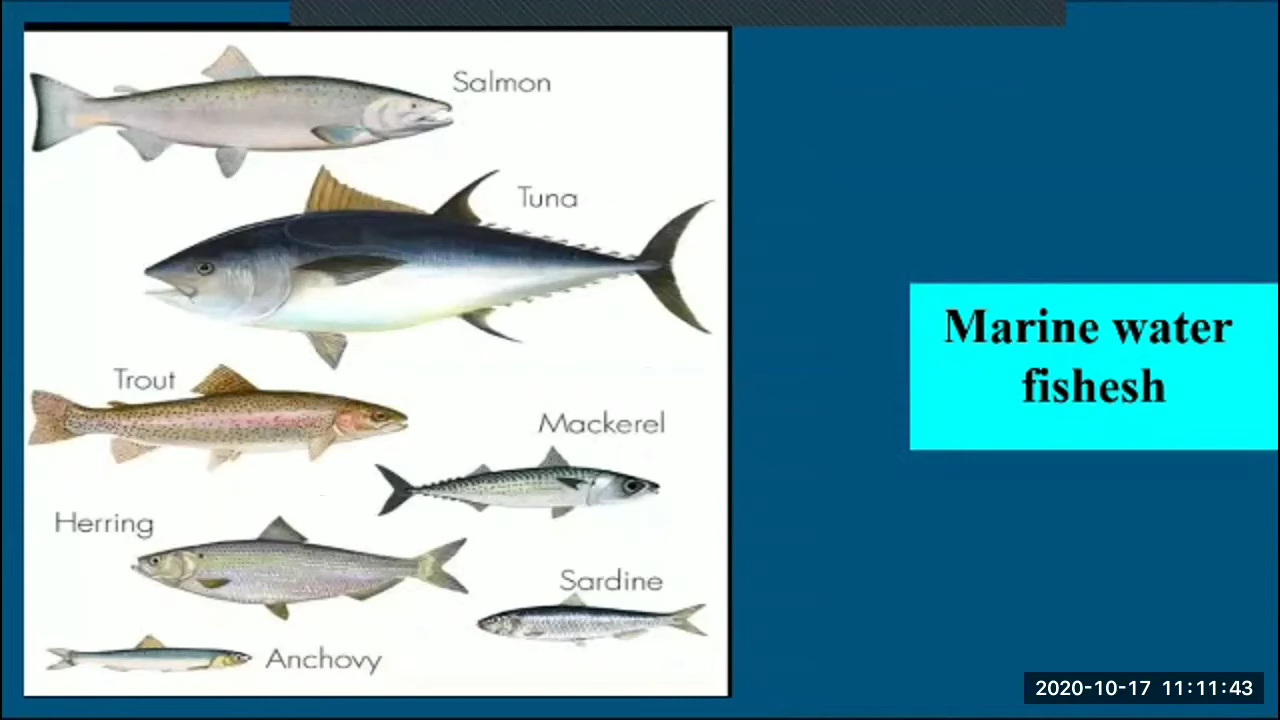 Salmon
Tuna
Trout
Mackerel
Herring
Sardine
Anchovy
Marine water
fishesh
2020-10-17 11:11:43